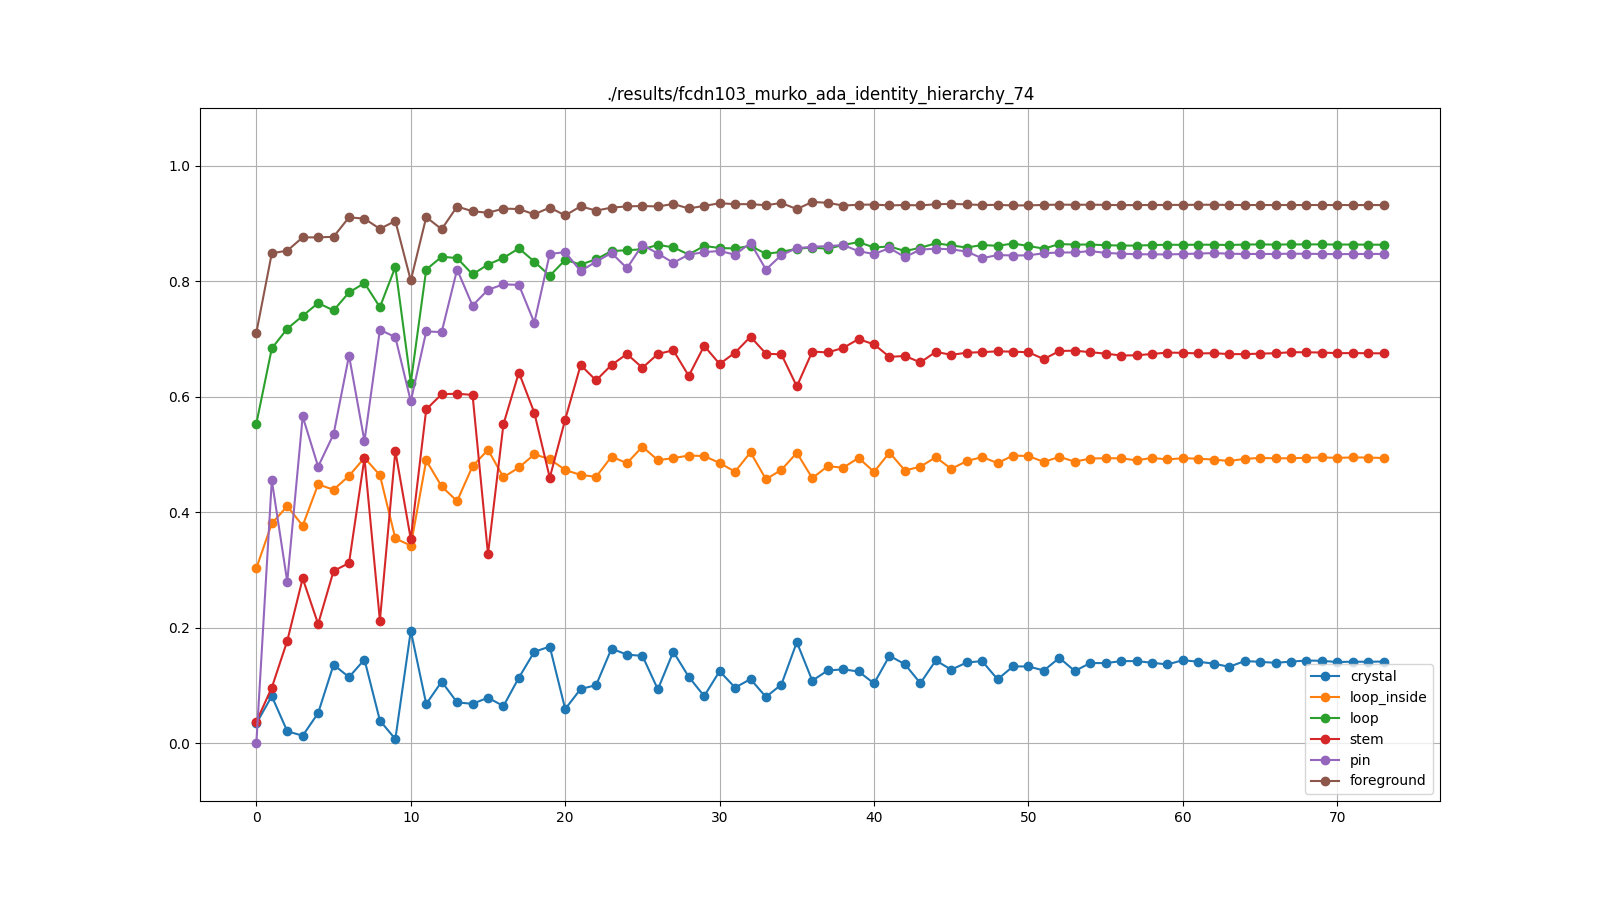 ./results/fcdn103_murko_ada_identity_hierarchy_74
1.0
0.8
0.6
0.4
0.2
0.0
0 10 20 30 40 50 60 70
crystal
loop_inside
loop
stem
pin
foreground